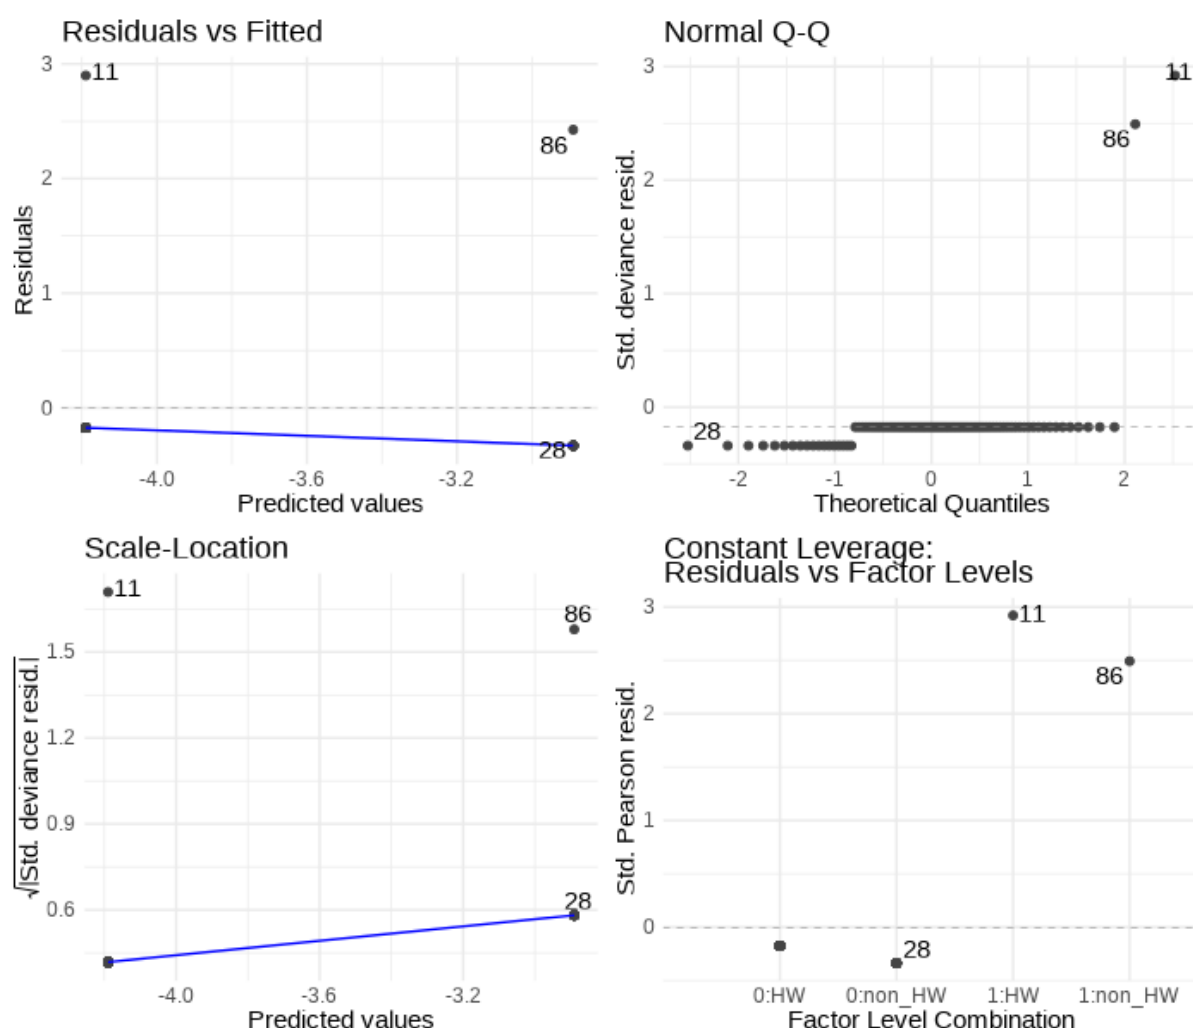 Residuals vs Fitted
3
2
1
0
11
86
28
-4.0
-3.6
-3.2
Residuals
Predicted values
Normal Q-Q
3
2
1
0
11
86
28
-2
-1
0
1
2
Std. deviance resid.
Theoretical Quantiles
Scale-Location
1.5
1.2
0.9
0.6
11
86
28
-4.0
-3.6
-3.2
√|Std. deviance resid.|
Predicted values
Constant Leverage:
Residuals vs Factor Levels
3
2
1
0
11
86
28
0:HW
0:non_HW
1:HW
1:non_HW
Std. Pearson resid.
Factor Level Combination